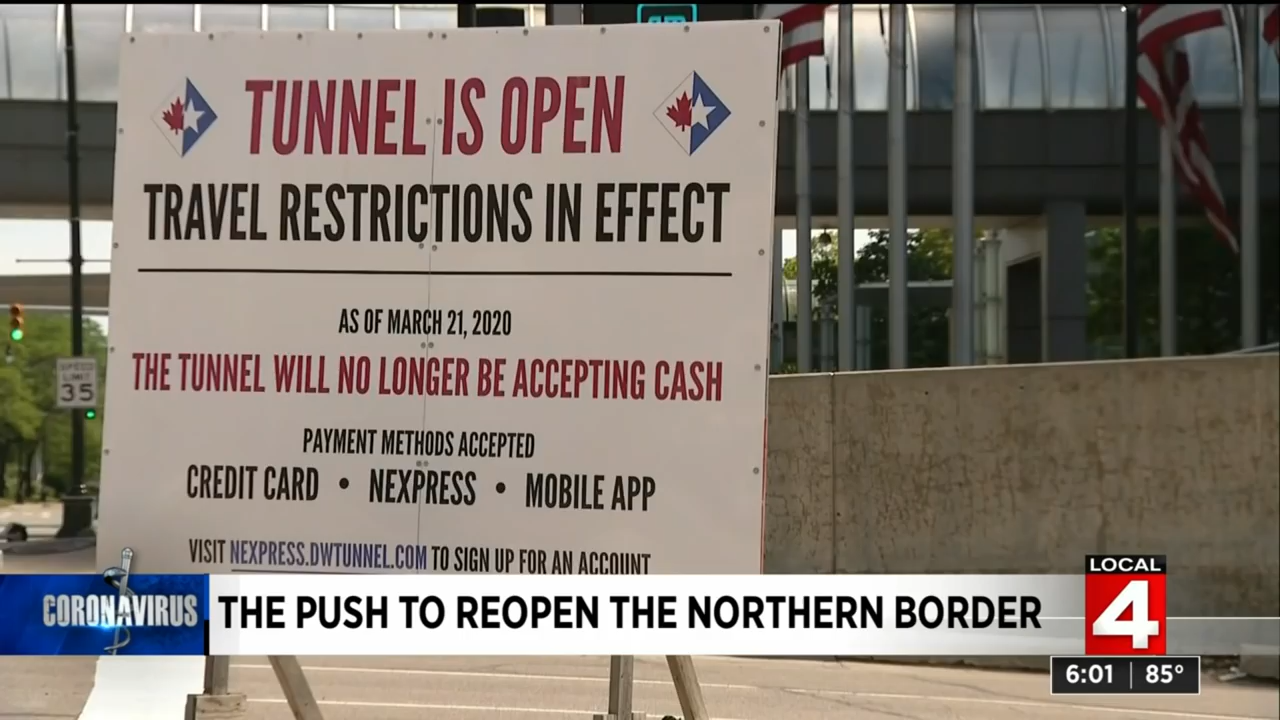 GM
TUNNEL IS OPEN
TRAVEL RESTRICTIONS IN EFFECT
AS OF MARCH 21, 2020
THE TUNNEL WILL NO LONGER BE ACCEPTING CASH
PAYMENT METHODS ACCEPTED
CREDIT CARD • NEXPRESS • MOBILE APP
VISIT NEXPRESS.DWTUNNEL.COM TO SIGN UP FOR AN ACCOUNT
SPEED
LIMIT
35
CORONAVIRUS
THE PUSH TO REOPEN THE NORTHERN BORDER
LOCAL
4
6:01 | 85°